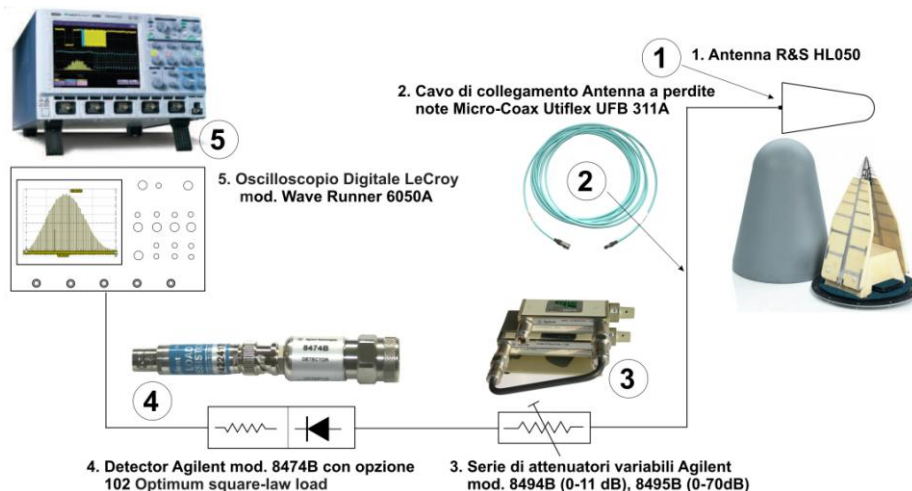 1
1. Antenna R&S HL050
2. Cavo di collegamento Antenna a perdite
note Micro-Coax Utiflex UFB 311A
5
2
5. Oscilloscopio Digitale LeCroy
mod. Wave Runner 6050A
8474B
DETECTOR
LOAD
4
3
4. Detector Agilent mod. 8474B con opzione
102 Optimum square-law load
3. Serie di attenuatori variabili Agilent
mod. 8494B (0-11 dB), 8495B (0-70dB)